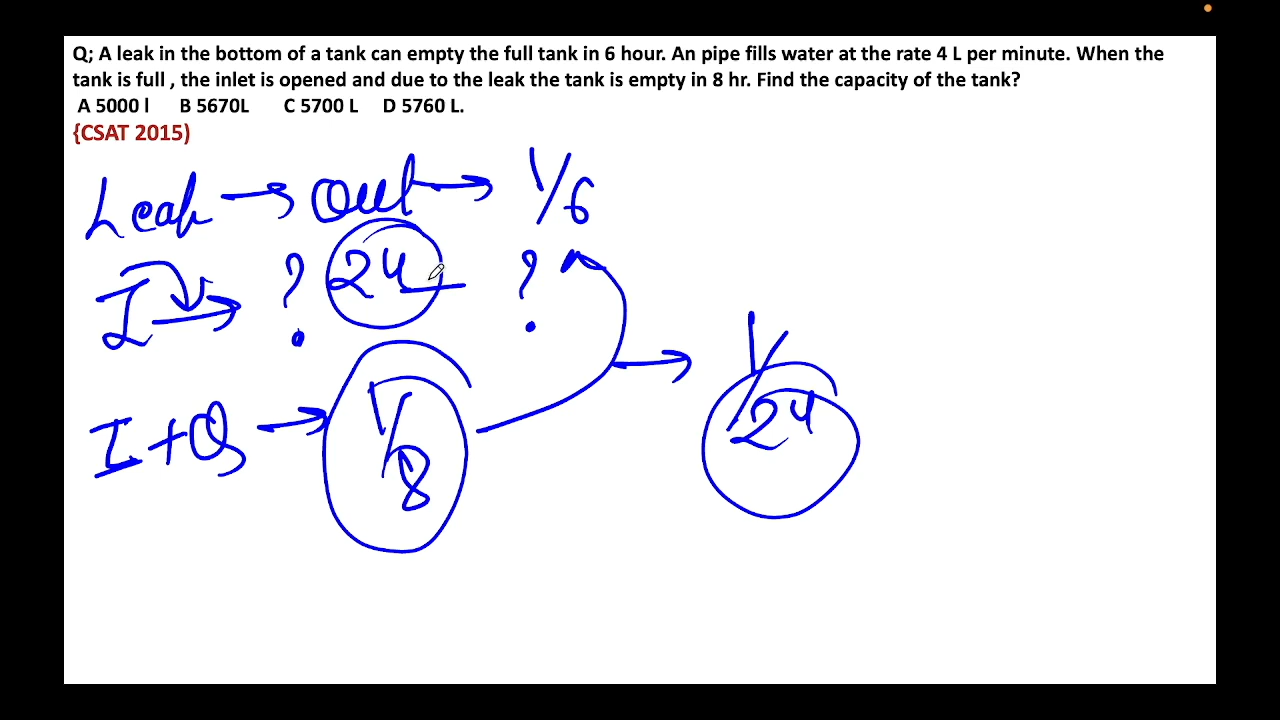 Q; A leak in the bottom of a tank can empty the full tank in 6 hour. An pipe fills water at the rate 4 L per minute. When the
tank is full , the inlet is opened and due to the leak the tank is empty in 8 hr. Find the capacity of the tank?
A 5000 l B 5670L C 5700 L D 5760 L.
{CSAT 2015)
Leak → Out → 1/6
I → ? 24 ?
I + O → 1/8 → 1/24